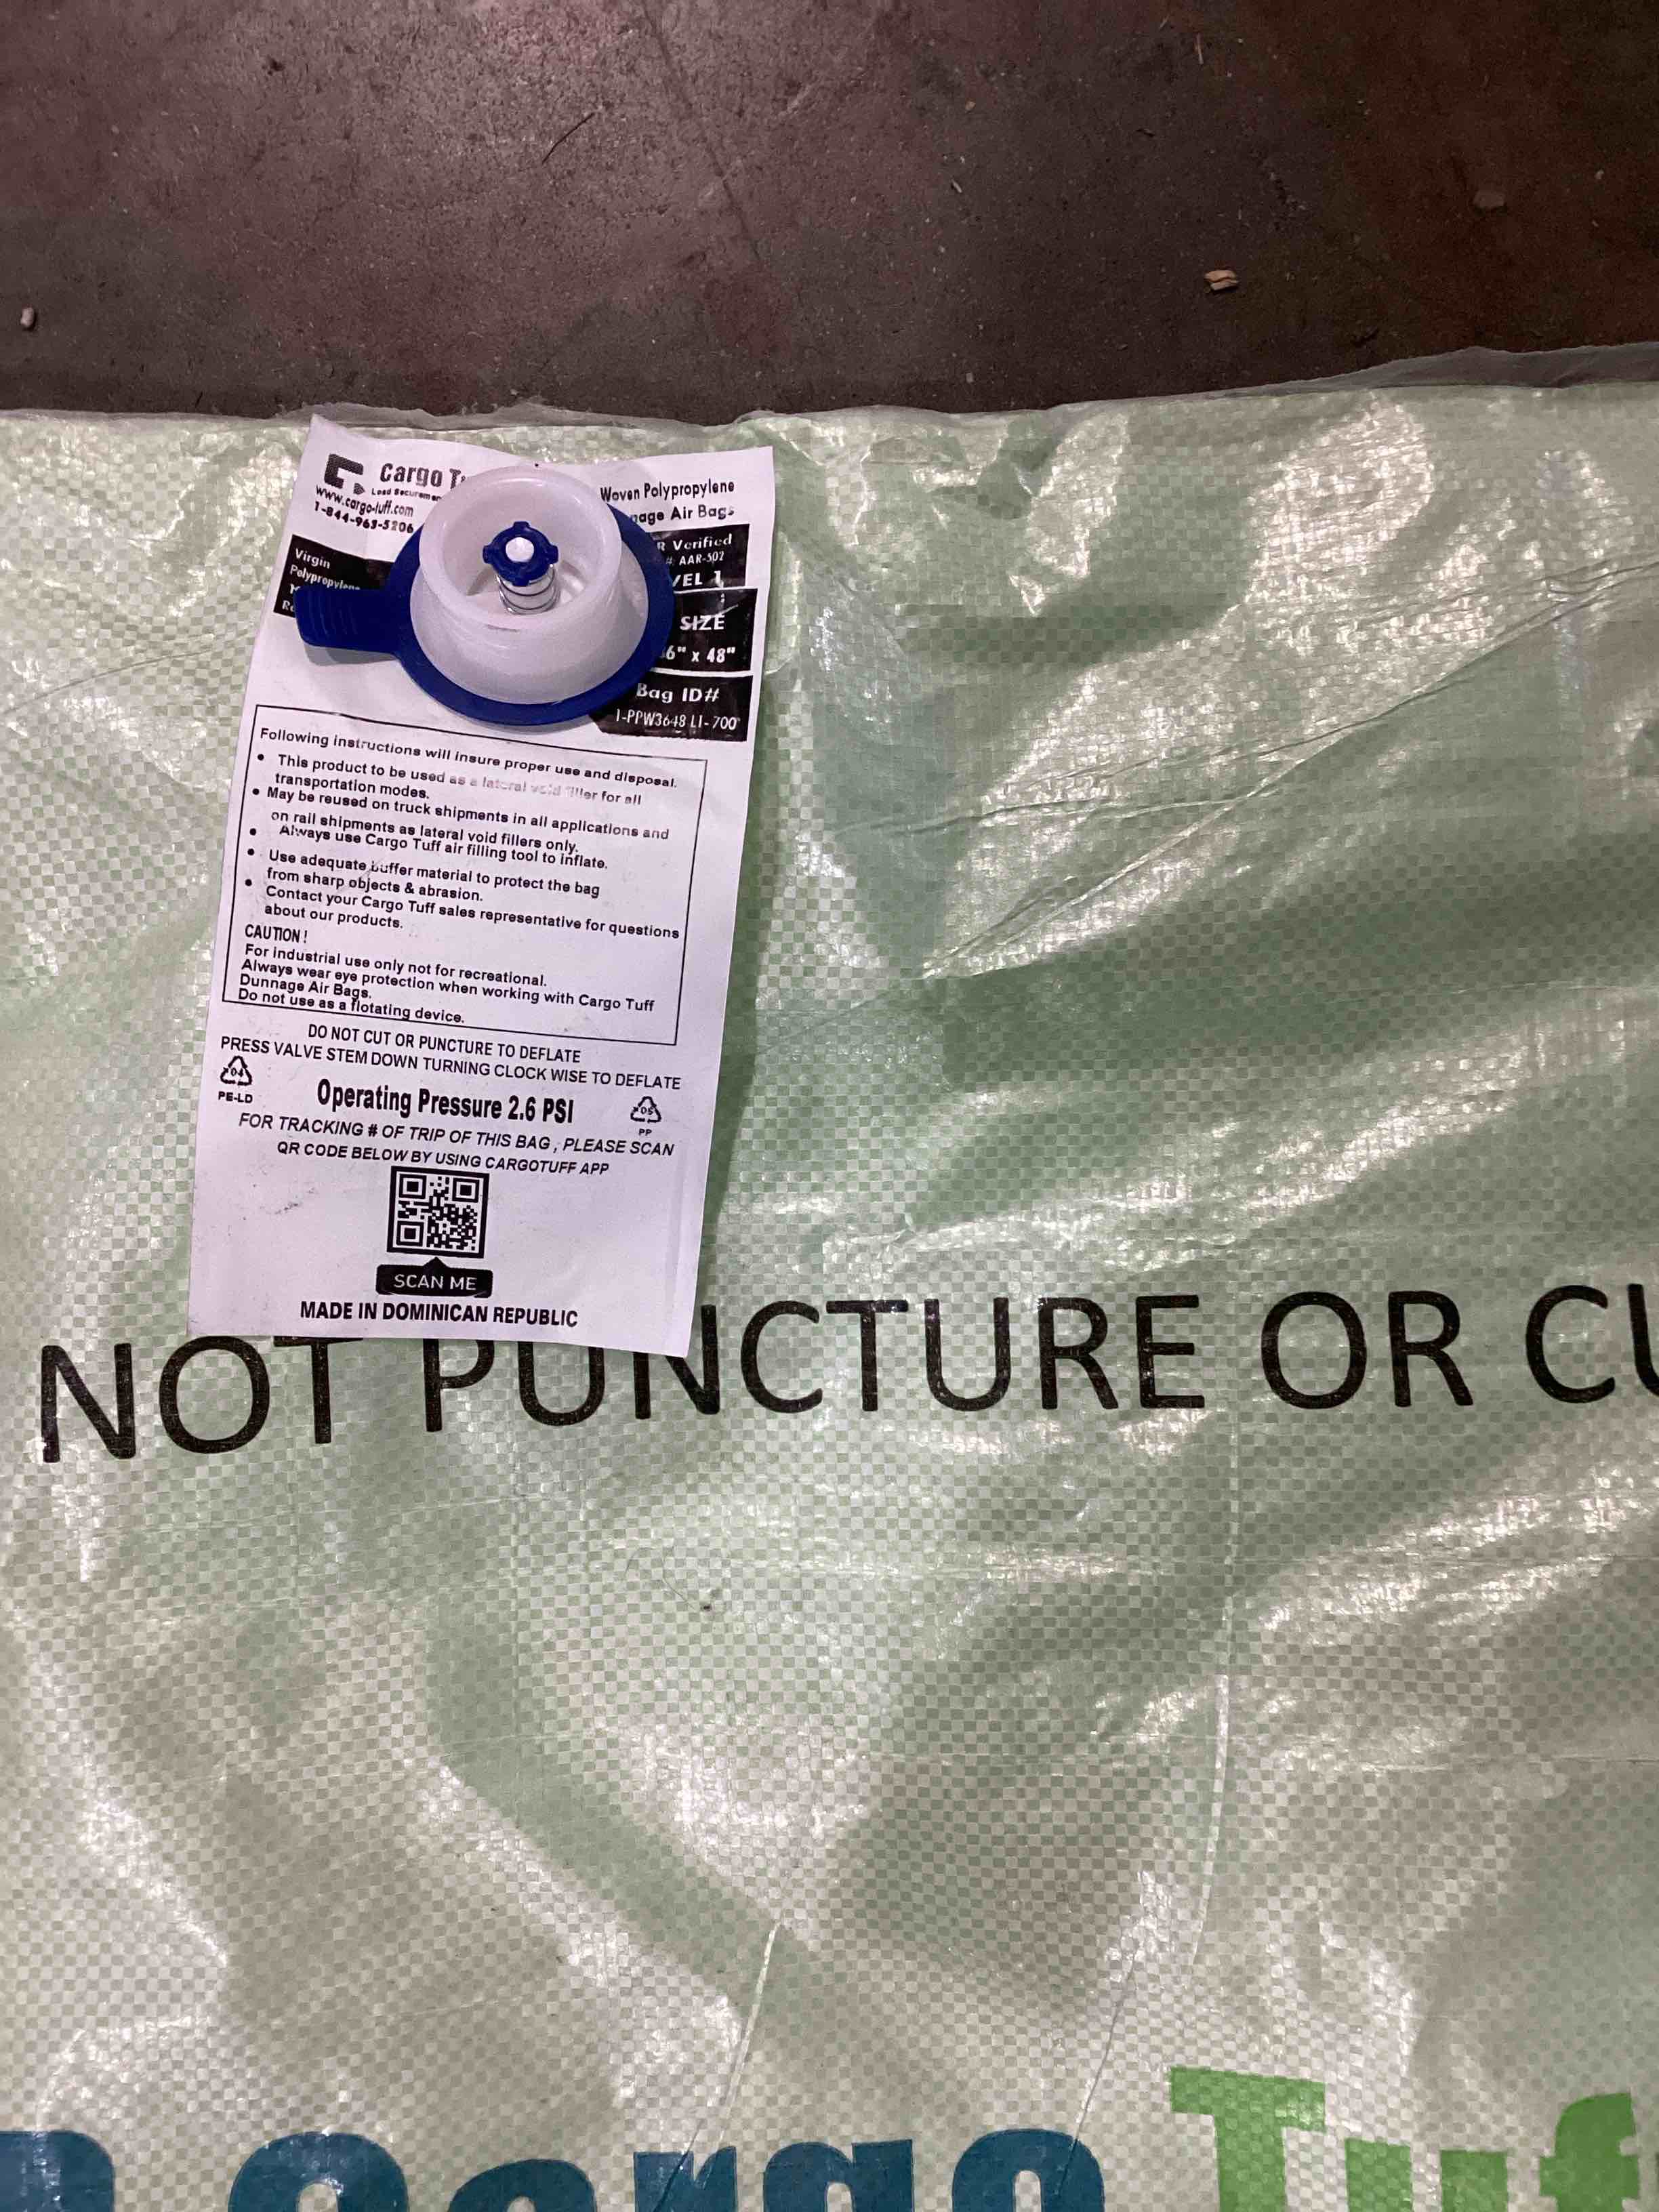 Cargo
Load
www.cargo-tuff.com
1-844-963-5206
Woven Polypropylene
Air Bags
Verified
AAR-502
1
SIZE
x 48"
Bag ID#
1-PPW3648 L1-700
Virgin
Polypropylene
Following instructions will insure proper use and disposal.
• This product to be used as a lateral void filler for all
transportation modes.
• May be reused on truck shipments in all applications and
on rail shipments as lateral void fillers only.
• Always use Cargo Tuff air filling tool to inflate.
• Use adequate buffer material to protect the bag
from sharp objects & abrasion.
• Contact your Cargo Tuff sales representative for questions
about our products.
CAUTION !
For industrial use only not for recreational.
Always wear eye protection when working with Cargo Tuff
Dunnage Air Bags.
Do not use as a flotating device.
DO NOT CUT OR PUNCTURE TO DEFLATE
PRESS VALVE STEM DOWN TURNING CLOCK WISE TO DEFLATE
04
PE-LD
Operating Pressure 2.6 PSI
05
PP
FOR TRACKING # OF TRIP OF THIS BAG , PLEASE SCAN
QR CODE BELOW BY USING CARGOTUFF APP
SCAN ME
MADE IN DOMINICAN REPUBLIC
NOT PUNCTURE OR CU
Cargo Tuf